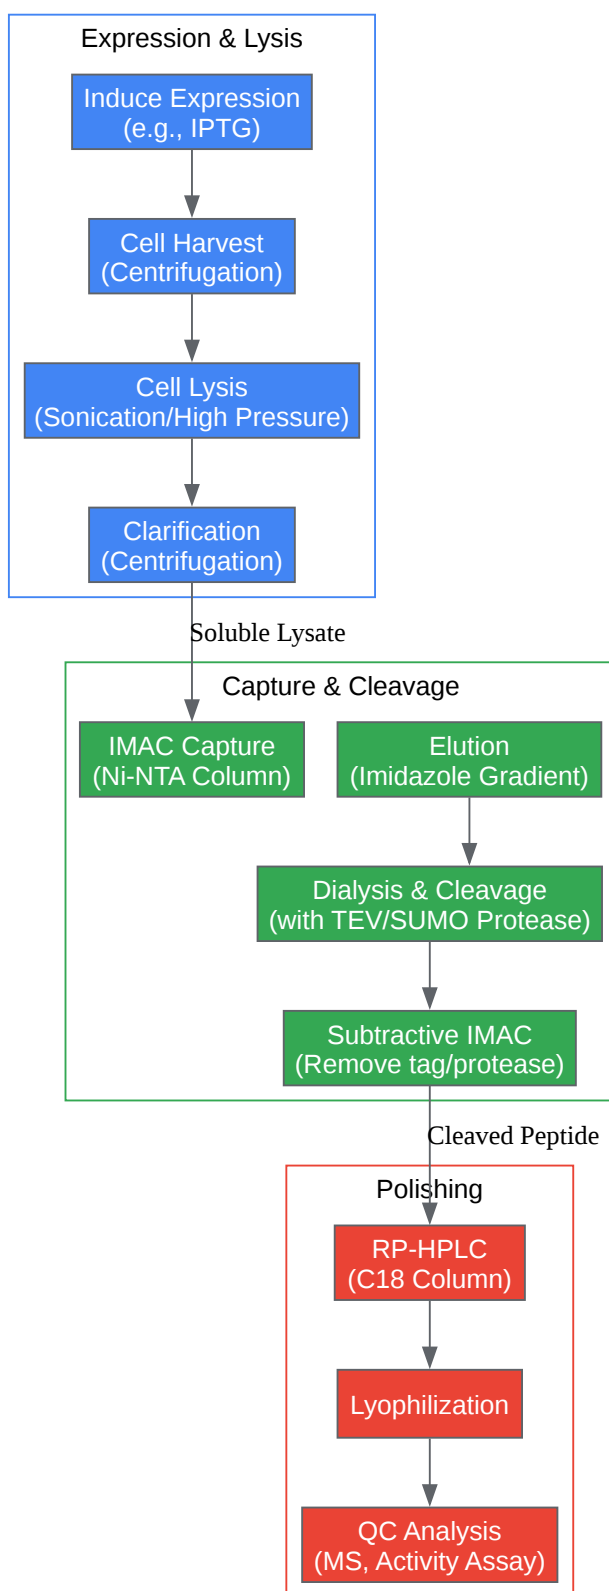 Expression & Lysis
Induce Expression
(e.g., IPTG)
Cell Harvest
(Centrifugation)
Cell Lysis
(Sonication/High Pressure)
Clarification
(Centrifugation)
Soluble Lysate
Capture & Cleavage
IMAC Capture
(Ni-NTA Column)
Elution
(Imidazole Gradient)
Dialysis & Cleavage
(with TEV/SUMO Protease)
Subtractive IMAC
(Remove tag/protease)
Cleaved Peptide
Polishing
RP-HPLC
(C18 Column)
Lyophilization
QC Analysis
(MS, Activity Assay)